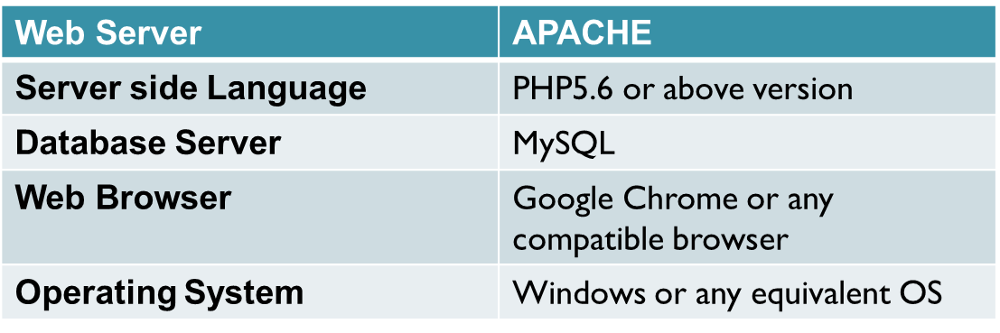 Web Server APACHE
Server side Language PHP5.6 or above version
Database Server MySQL
Web Browser Google Chrome or any
compatible browser
Operating System Windows or any equivalent OS